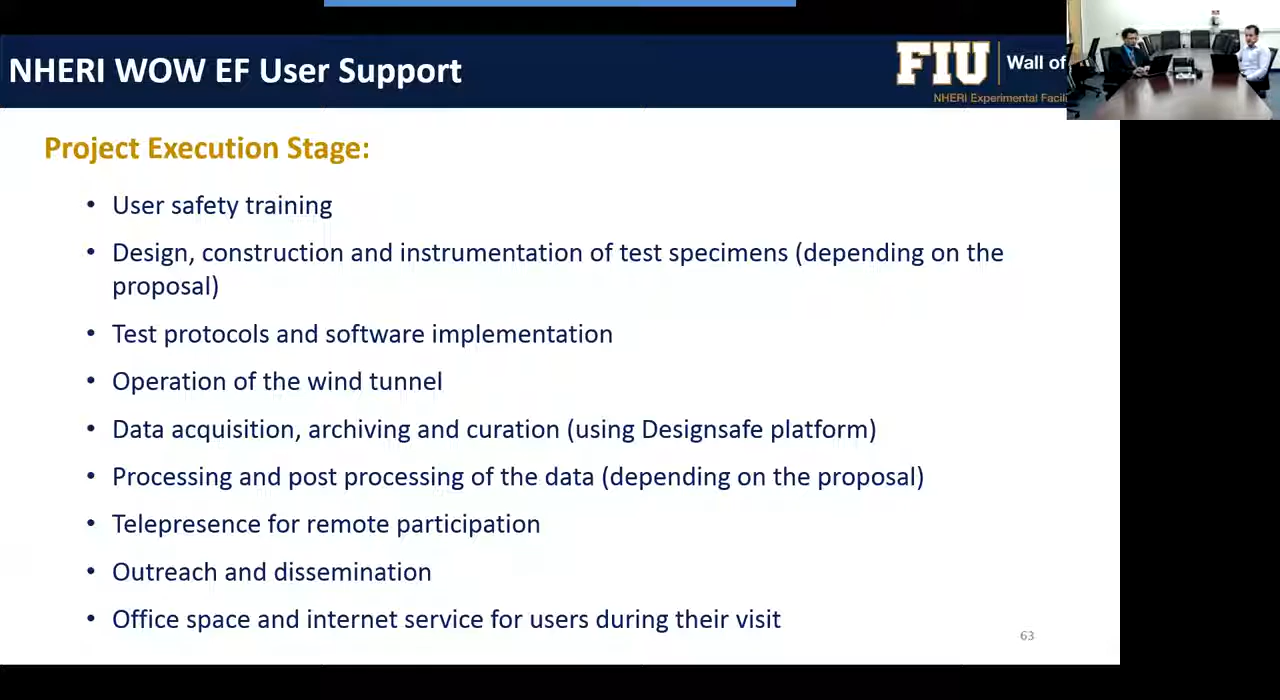 NHERI WOW EF User Support
FIU
Wall of
NHERI Experimental Facili
Project Execution Stage:
• User safety training
• Design, construction and instrumentation of test specimens (depending on the
proposal)
• Test protocols and software implementation
• Operation of the wind tunnel
• Data acquisition, archiving and curation (using Designsafe platform)
• Processing and post processing of the data (depending on the proposal)
• Telepresence for remote participation
• Outreach and dissemination
• Office space and internet service for users during their visit
63